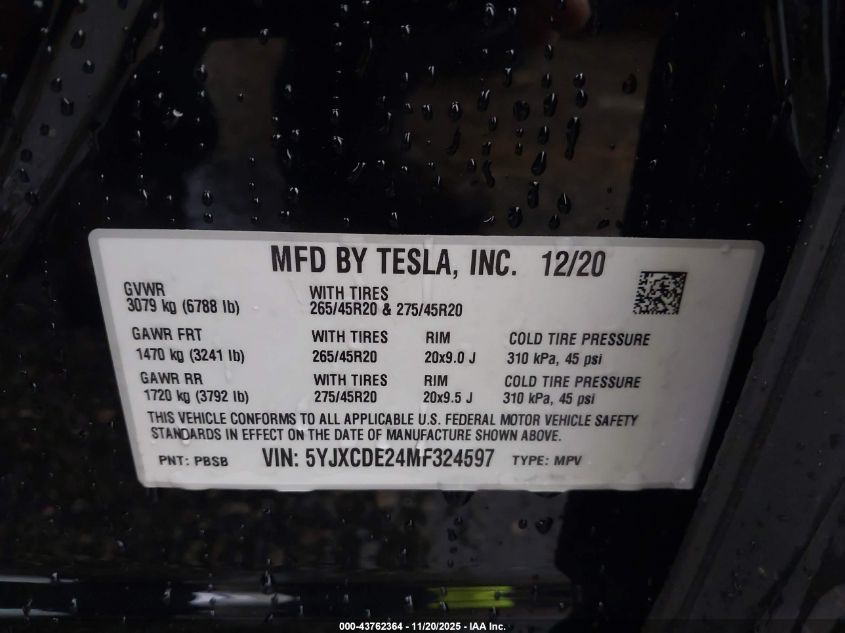 MFD BY TESLA, INC. 12/20
GVWR
3079 kg (6788 lb)
WITH TIRES
265/45R20 & 275/45R20
GAWR FRT WITH TIRES RIM COLD TIRE PRESSURE
1470 kg (3241 lb) 265/45R20 20x9.0 J 310 kPa, 45 psi
GAWR RR WITH TIRES RIM COLD TIRE PRESSURE
1720 kg (3792 lb) 275/45R20 20x9.5 J 310 kPa, 45 psi
THIS VEHICLE CONFORMS TO ALL APPLICABLE U.S. FEDERAL MOTOR VEHICLE SAFETY
STANDARDS IN EFFECT ON THE DATE OF MANUFACTURE SHOWN ABOVE.
PNT: PBSB VIN: 5YJXCDE24MF324597 TYPE: MPV
000-43762364 - 11/20/2025 - IAA Inc.